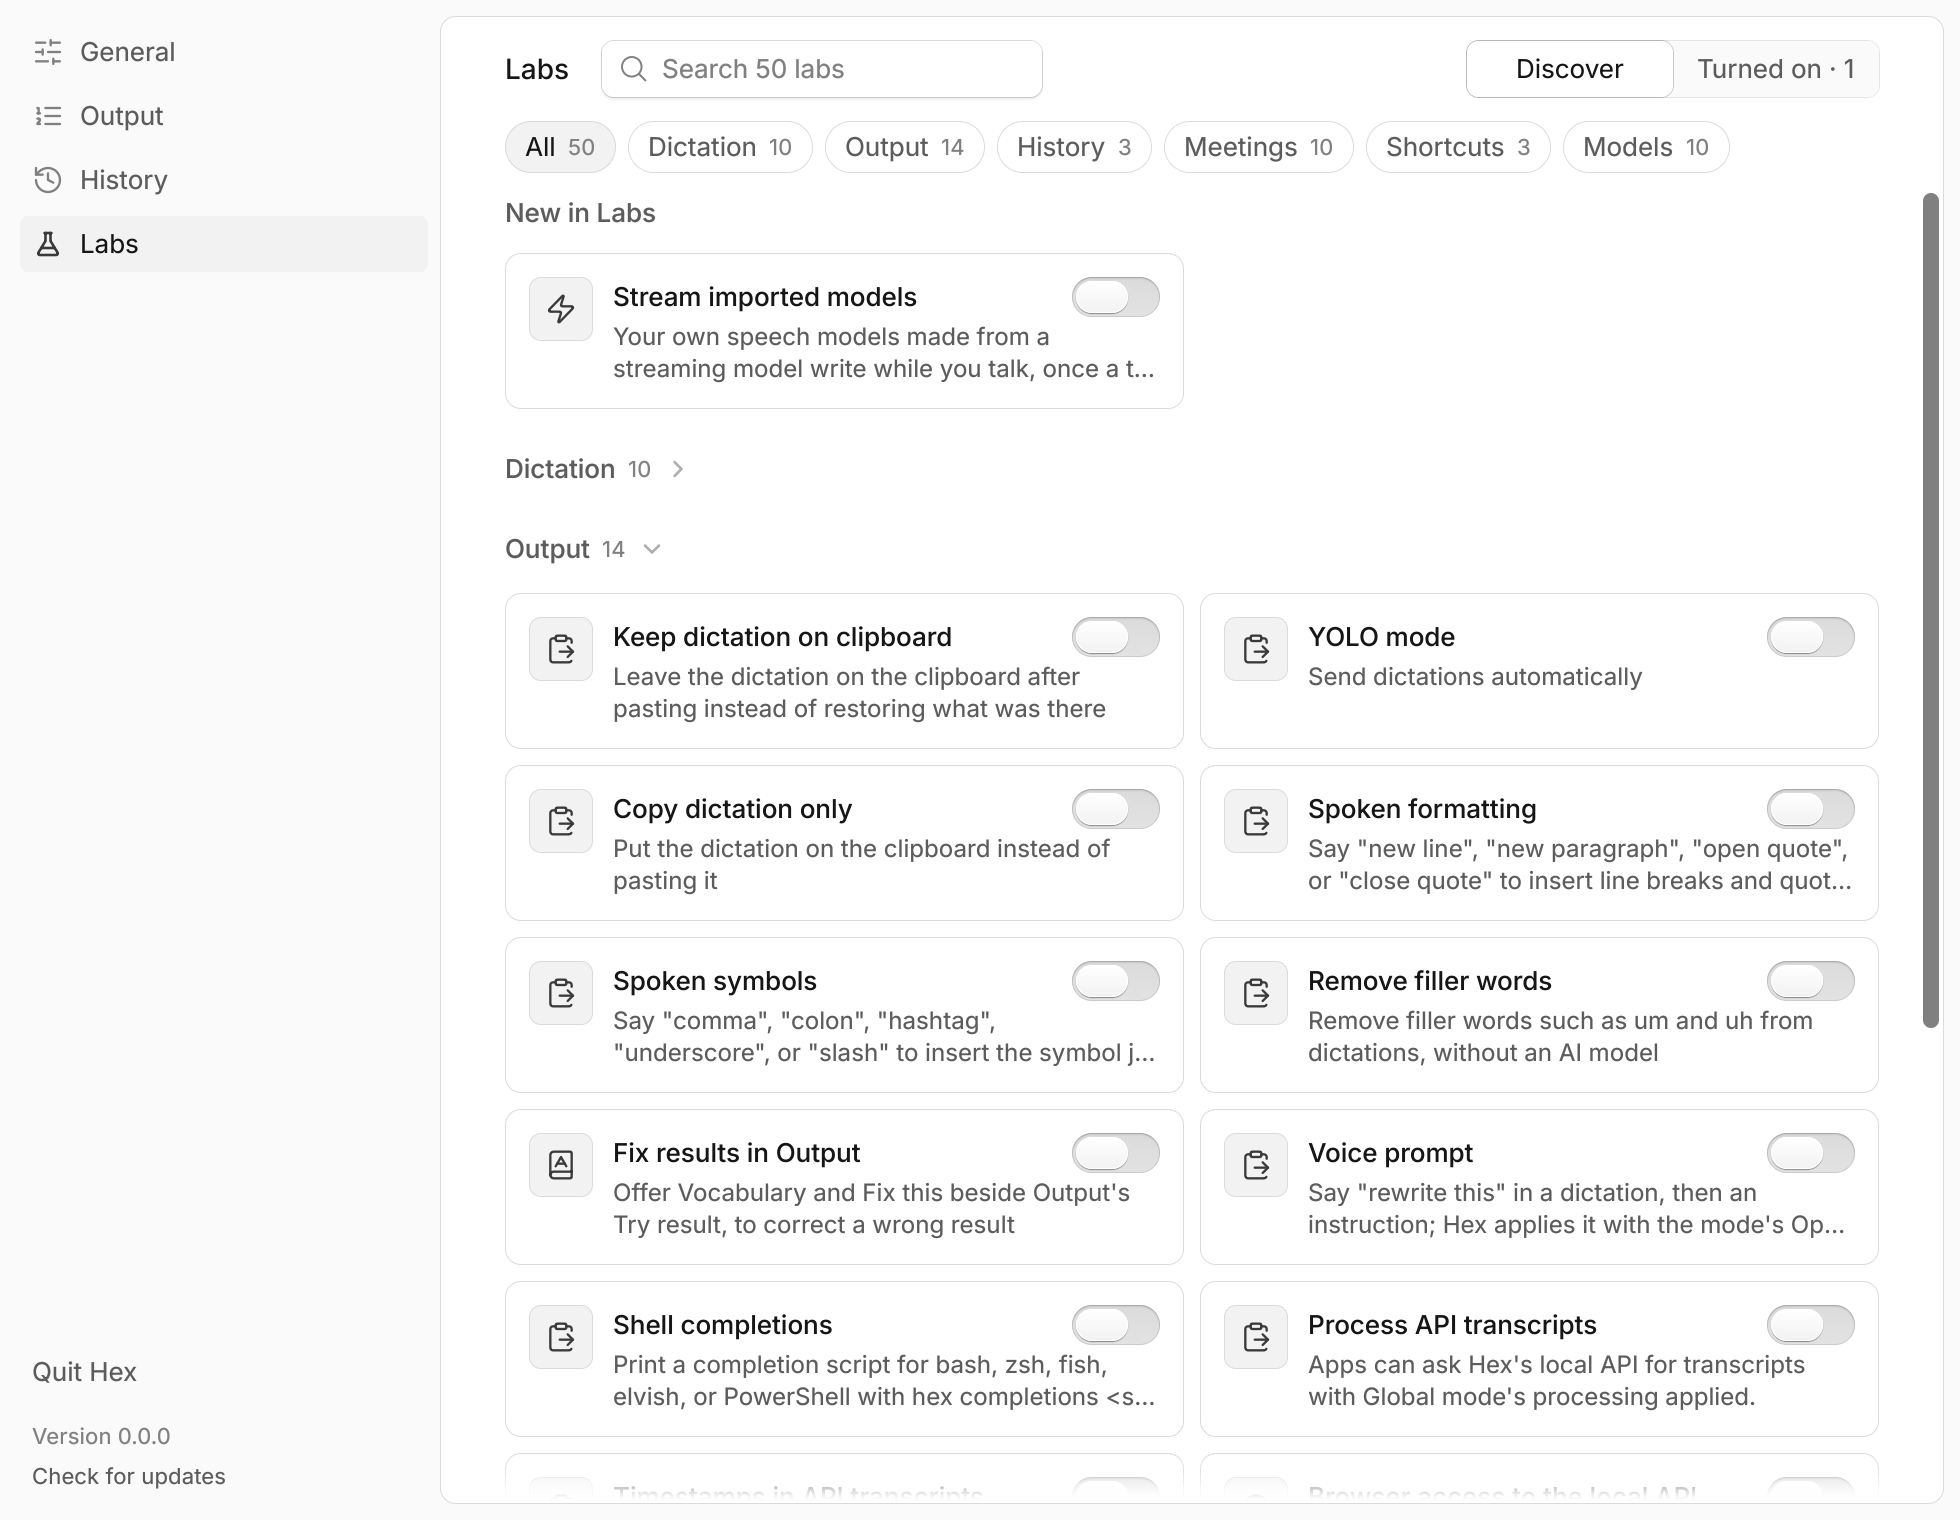 General
Output
History
Labs
Quit Hex
Version 0.0.0
Check for updates
Labs
Search 50 labs
Discover
Turned on · 1
All 50
Dictation 10
Output 14
History 3
Meetings 10
Shortcuts 3
Models 10
New in Labs
Stream imported models
Your own speech models made from a
streaming model write while you talk, once a t...
Dictation 10
Output 14
Keep dictation on clipboard
Leave the dictation on the clipboard after
pasting instead of restoring what was there
YOLO mode
Send dictations automatically
Copy dictation only
Put the dictation on the clipboard instead of
pasting it
Spoken formatting
Say "new line", "new paragraph", "open quote",
or "close quote" to insert line breaks and quot...
Spoken symbols
Say "comma", "colon", "hashtag",
"underscore", or "slash" to insert the symbol j...
Remove filler words
Remove filler words such as um and uh from
dictations, without an AI model
Fix results in Output
Offer Vocabulary and Fix this beside Output's
Try result, to correct a wrong result
Voice prompt
Say "rewrite this" in a dictation, then an
instruction; Hex applies it with the mode's Op...
Shell completions
Print a completion script for bash, zsh, fish,
elvish, or PowerShell with hex completions <s...
Process API transcripts
Apps can ask Hex's local API for transcripts
with Global mode's processing applied.
Timestamps in API transcripts
Browser access to the local API